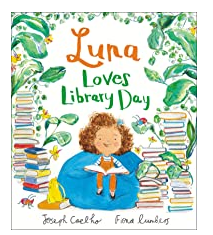 Luna
Loves
Library Day
Joseph Coelho Fiona Lumbers